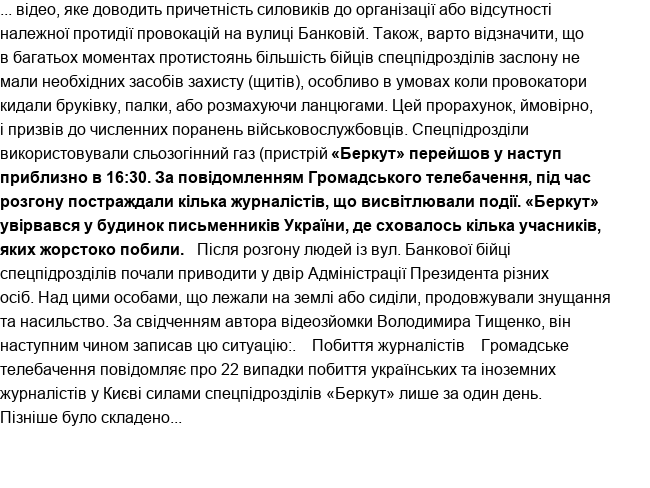 ... відео, яке доводить причетність силовиків до організації або відсутності
належної протидії провокацій на вулиці Банковій. Також, варто відзначити, що
в багатьох моментах протистоянь більшість бійців спецпідрозділів заслону не
мали необхідних засобів захисту (щитів), особливо в умовах коли провокатори
кидали бруківку, палки, або розмахуючи ланцюгами. Цей прорахунок, ймовірно,
і призвів до численних поранень військовослужбовців. Спецпідрозділи
використовували сльозогінний газ (пристрій «Беркут» перейшов у наступ
приблизно в 16:30. За повідомленням Громадського телебачення, під час
розгону постраждали кілька журналістів, що висвітлювали події. «Беркут»
увірвався у будинок письменників України, де сховалось кілька учасників,
яких жорстоко побили.   Після розгону людей із вул. Банкової бійці
спецпідрозділів почали приводити у двір Адміністрації Президента різних
осіб. Над цими особами, що лежали на землі або сиділи, продовжували знущання
та насильство. За свідченням автора відеозйомки Володимира Тищенко, він
наступним чином записав цю ситуацію:.    Побиття журналістів    Громадське
телебачення повідомляє про 22 випадки побиття українських та іноземних
журналістів у Києві силами спецпідрозділів «Беркут» лише за один день.
Пізніше було складено...